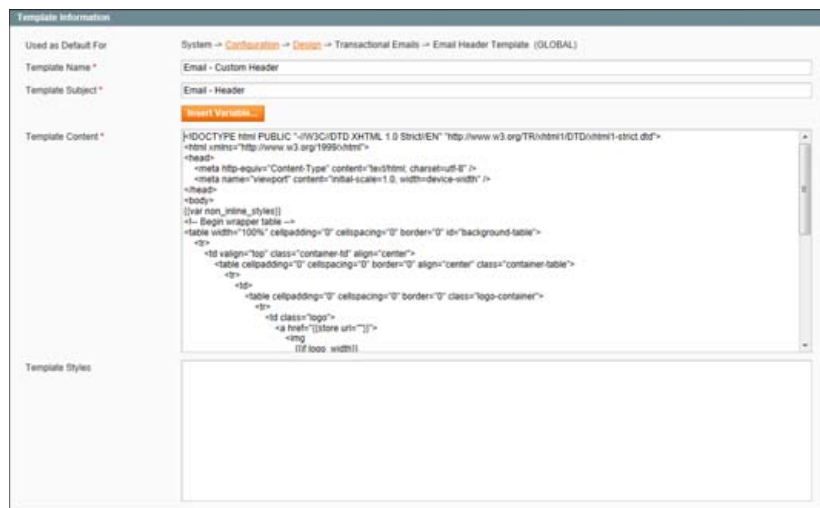 Template Information
Used as Default For System -> Configuration -> Design -> Transactional Emails -> Email Header Template (GLOBAL)
Template Name * Email - Custom Header
Template Subject * Email - Header
Insert Variable...
Template Content * <!DOCTYPE html PUBLIC "-//W3C//DTD XHTML 1.0 Strict//EN" "http://www.w3.org/TR/xhtml1/DTD/xhtml1-strict.dtd">
<html xmlns="http://www.w3.org/1999/xhtml">
<head>
<meta http-equiv="Content-Type" content="text/html; charset=utf-8" />
<meta name="viewport" content="initial-scale=1.0, width=device-width" />
</head>
<body>
{{var non_inline_styles}}
<!-- Begin wrapper table -->
<table width="100%" cellpadding="0" cellspacing="0" border="0" id="background-table">
<tr>
<td valign="top" class="container-td" align="center">
<table cellpadding="0" cellspacing="0" border="0" align="center" class="container-table">
<tr>
<td>
<table cellpadding="0" cellspacing="0" border="0" class="logo-container">
<tr>
<td class="logo">
<a href="{{store url=""}}">
<img
{{if logo_width}}
Template Styles